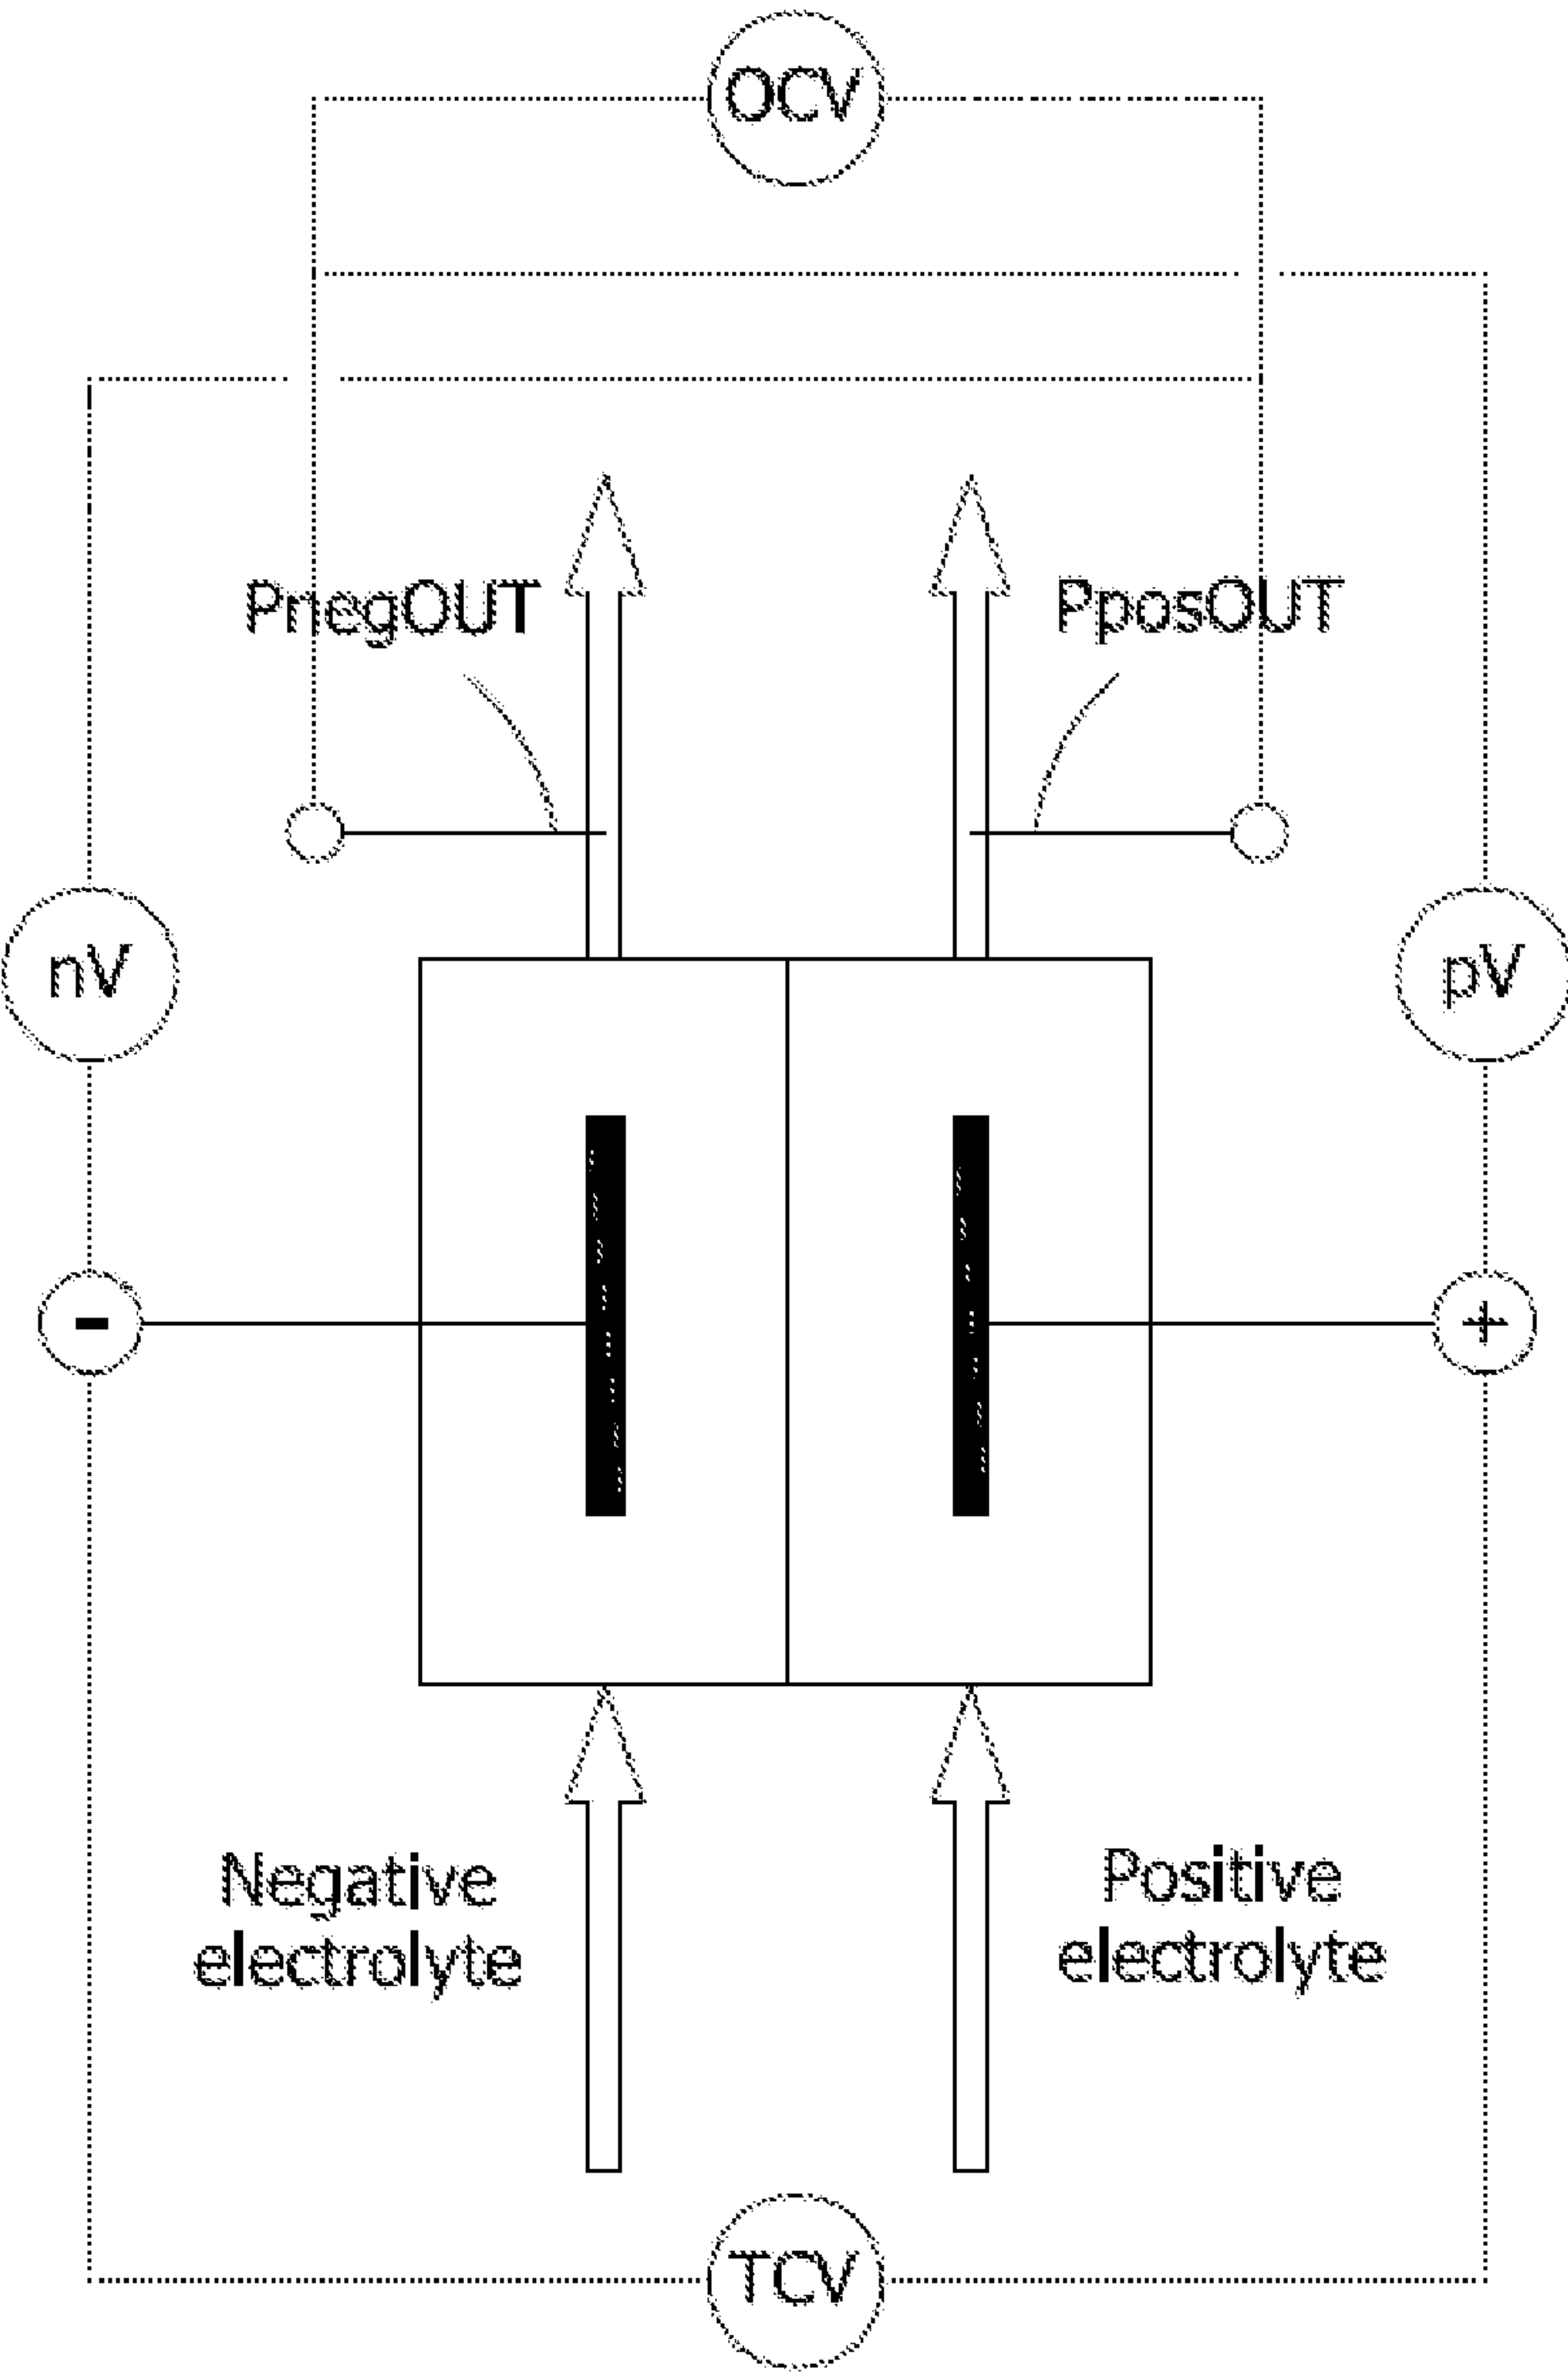 OCV
PnegOUT
PposOUT
nV
pV
-
+
Negative
electrolyte
Positive
electrolyte
TCV